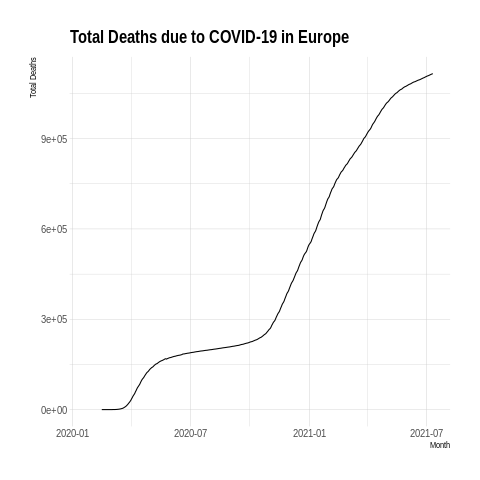 Total Deaths due to COVID-19 in Europe
Total Deaths
9e+05
6e+05
3e+05
0e+00
2020-01 2020-07 2021-01 2021-07
Month